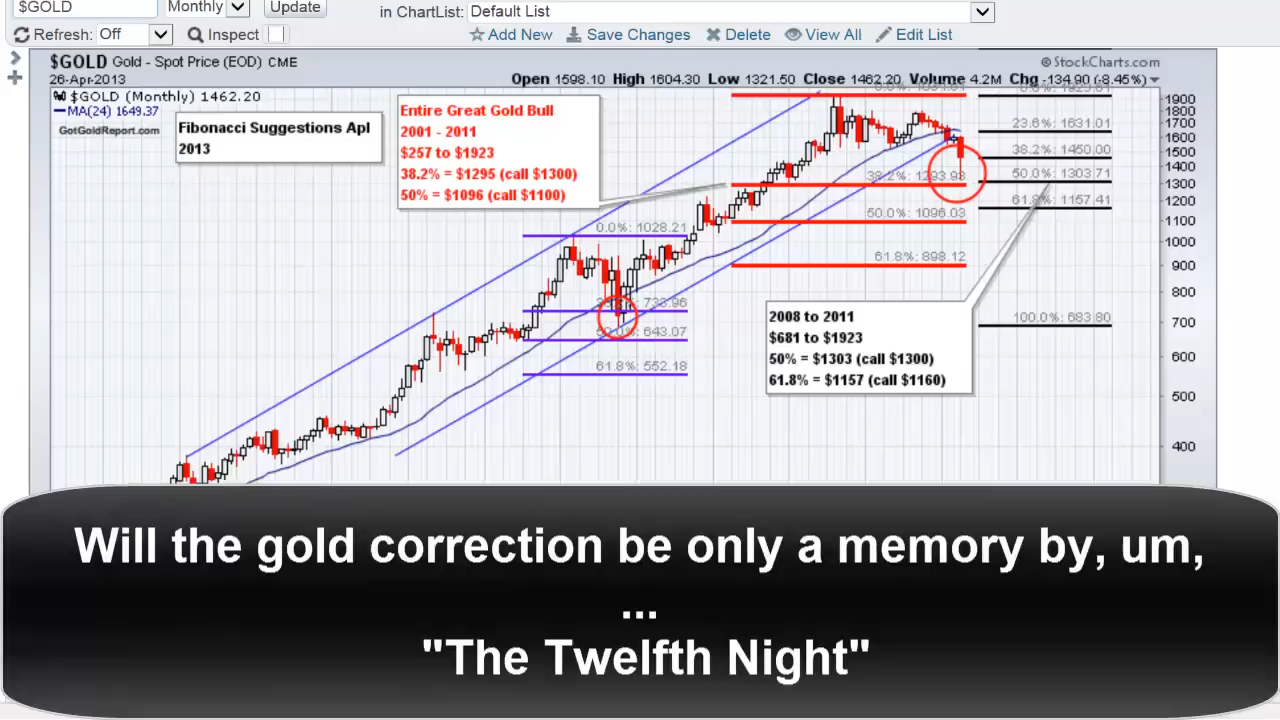 $GOLD Monthly Update in ChartList: Default List
Refresh: Off Inspect Add New Save Changes Delete View All Edit List
$GOLD Gold - Spot Price (EOD) CME © StockCharts.com
26-Apr-2013 Open 1598.10 High 1604.30 Low 1321.50 Close 1462.20 Volume 4.2M Chg -134.90 (-8.45%)
$GOLD (Monthly) 1462.20
MA(24) 1649.37
GotGoldReport.com
Fibonacci Suggestions Apl
2013
Entire Great Gold Bull
2001 - 2011
$257 to $1923
38.2% = $1295 (call $1300)
50% = $1096 (call $1100)
38.2%: 1293.98
50.0%: 1096.03
61.8%: 898.12
0.0%: 1028.21
50.0%: 643.07
61.8%: 552.18
23.6%: 1631.01
38.2%: 1450.00
50.0%: 1303.71
61.8%: 1157.41
100.0%: 683.80
2008 to 2011
$681 to $1923
50% = $1303 (call $1300)
61.8% = $1157 (call $1160)
1900
1800
1700
1600
1500
1400
1300
1200
1100
1000
900
800
700
600
500
400
Will the gold correction be only a memory by, um,
...
"The Twelfth Night"